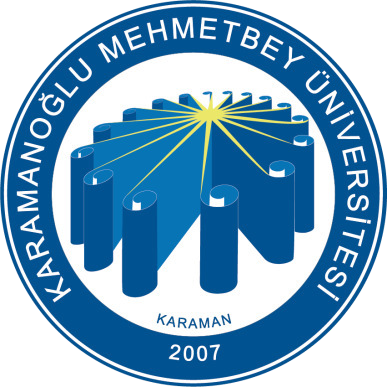 KARAMANOĞLU MEHMETBEY ÜNİVERSİTESİ
KARAMAN
2007